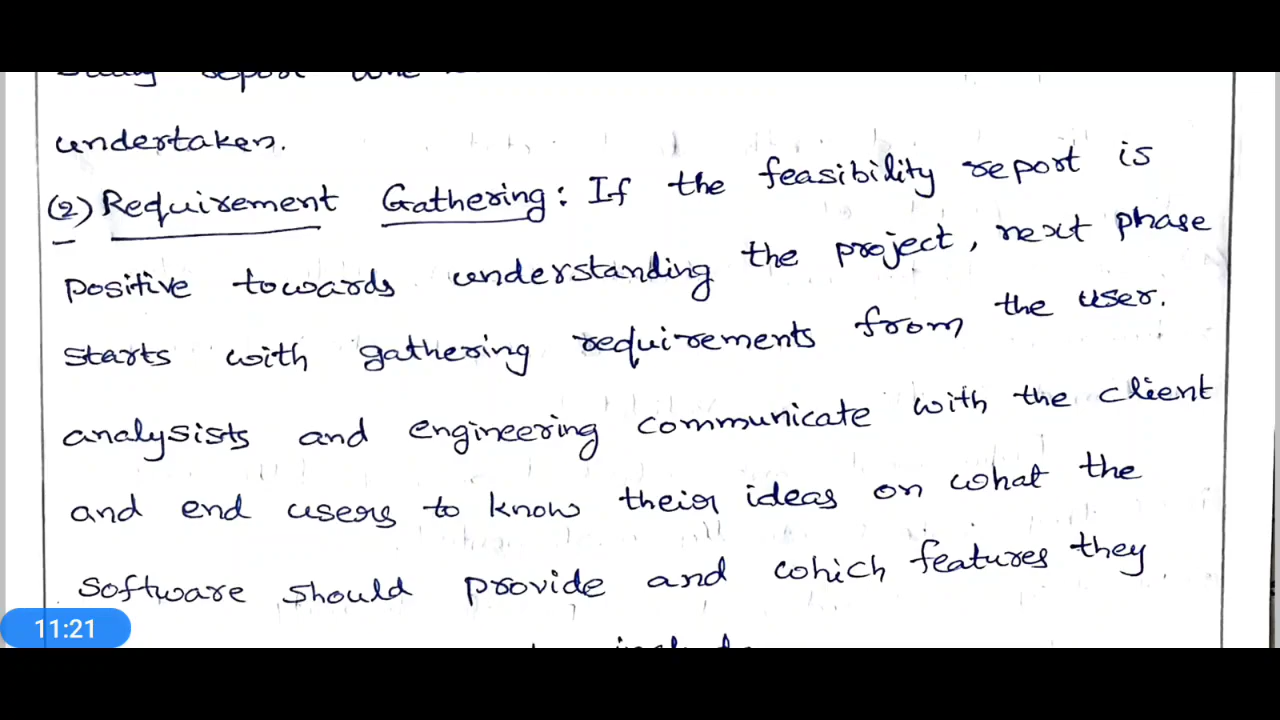 undertaken.
(2) Requirement Gathering: If the feasibility report is
positive towards understanding the project, next phase
starts with gathering requirements from the user.
analysists and engineering communicate with the client
and end users to know their ideas on what the
software should provide and which features they
11:21